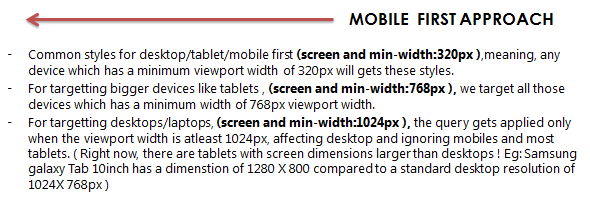 MOBILE FIRST APPROACH
- Common styles for desktop/tablet/mobile first (screen and min-width:320px ),meaning, any
device which has a minimum viewport width of 320px will gets these styles.
- For targetting bigger devices like tablets , (screen and min-width:768px ), we target all those
devices which has a minimum width of 768px viewport width.
- For targetting desktops/laptops, (screen and min-width:1024px ), the query gets applied only
when the viewport width is atleast 1024px, affecting desktop and ignoring mobiles and most
tablets. ( Right now, there are tablets with screen dimensions larger than desktops ! Eg: Samsung
galaxy Tab 10inch has a dimenstion of 1280 X 800 compared to a standard desktop resolution of
1024X 768px )